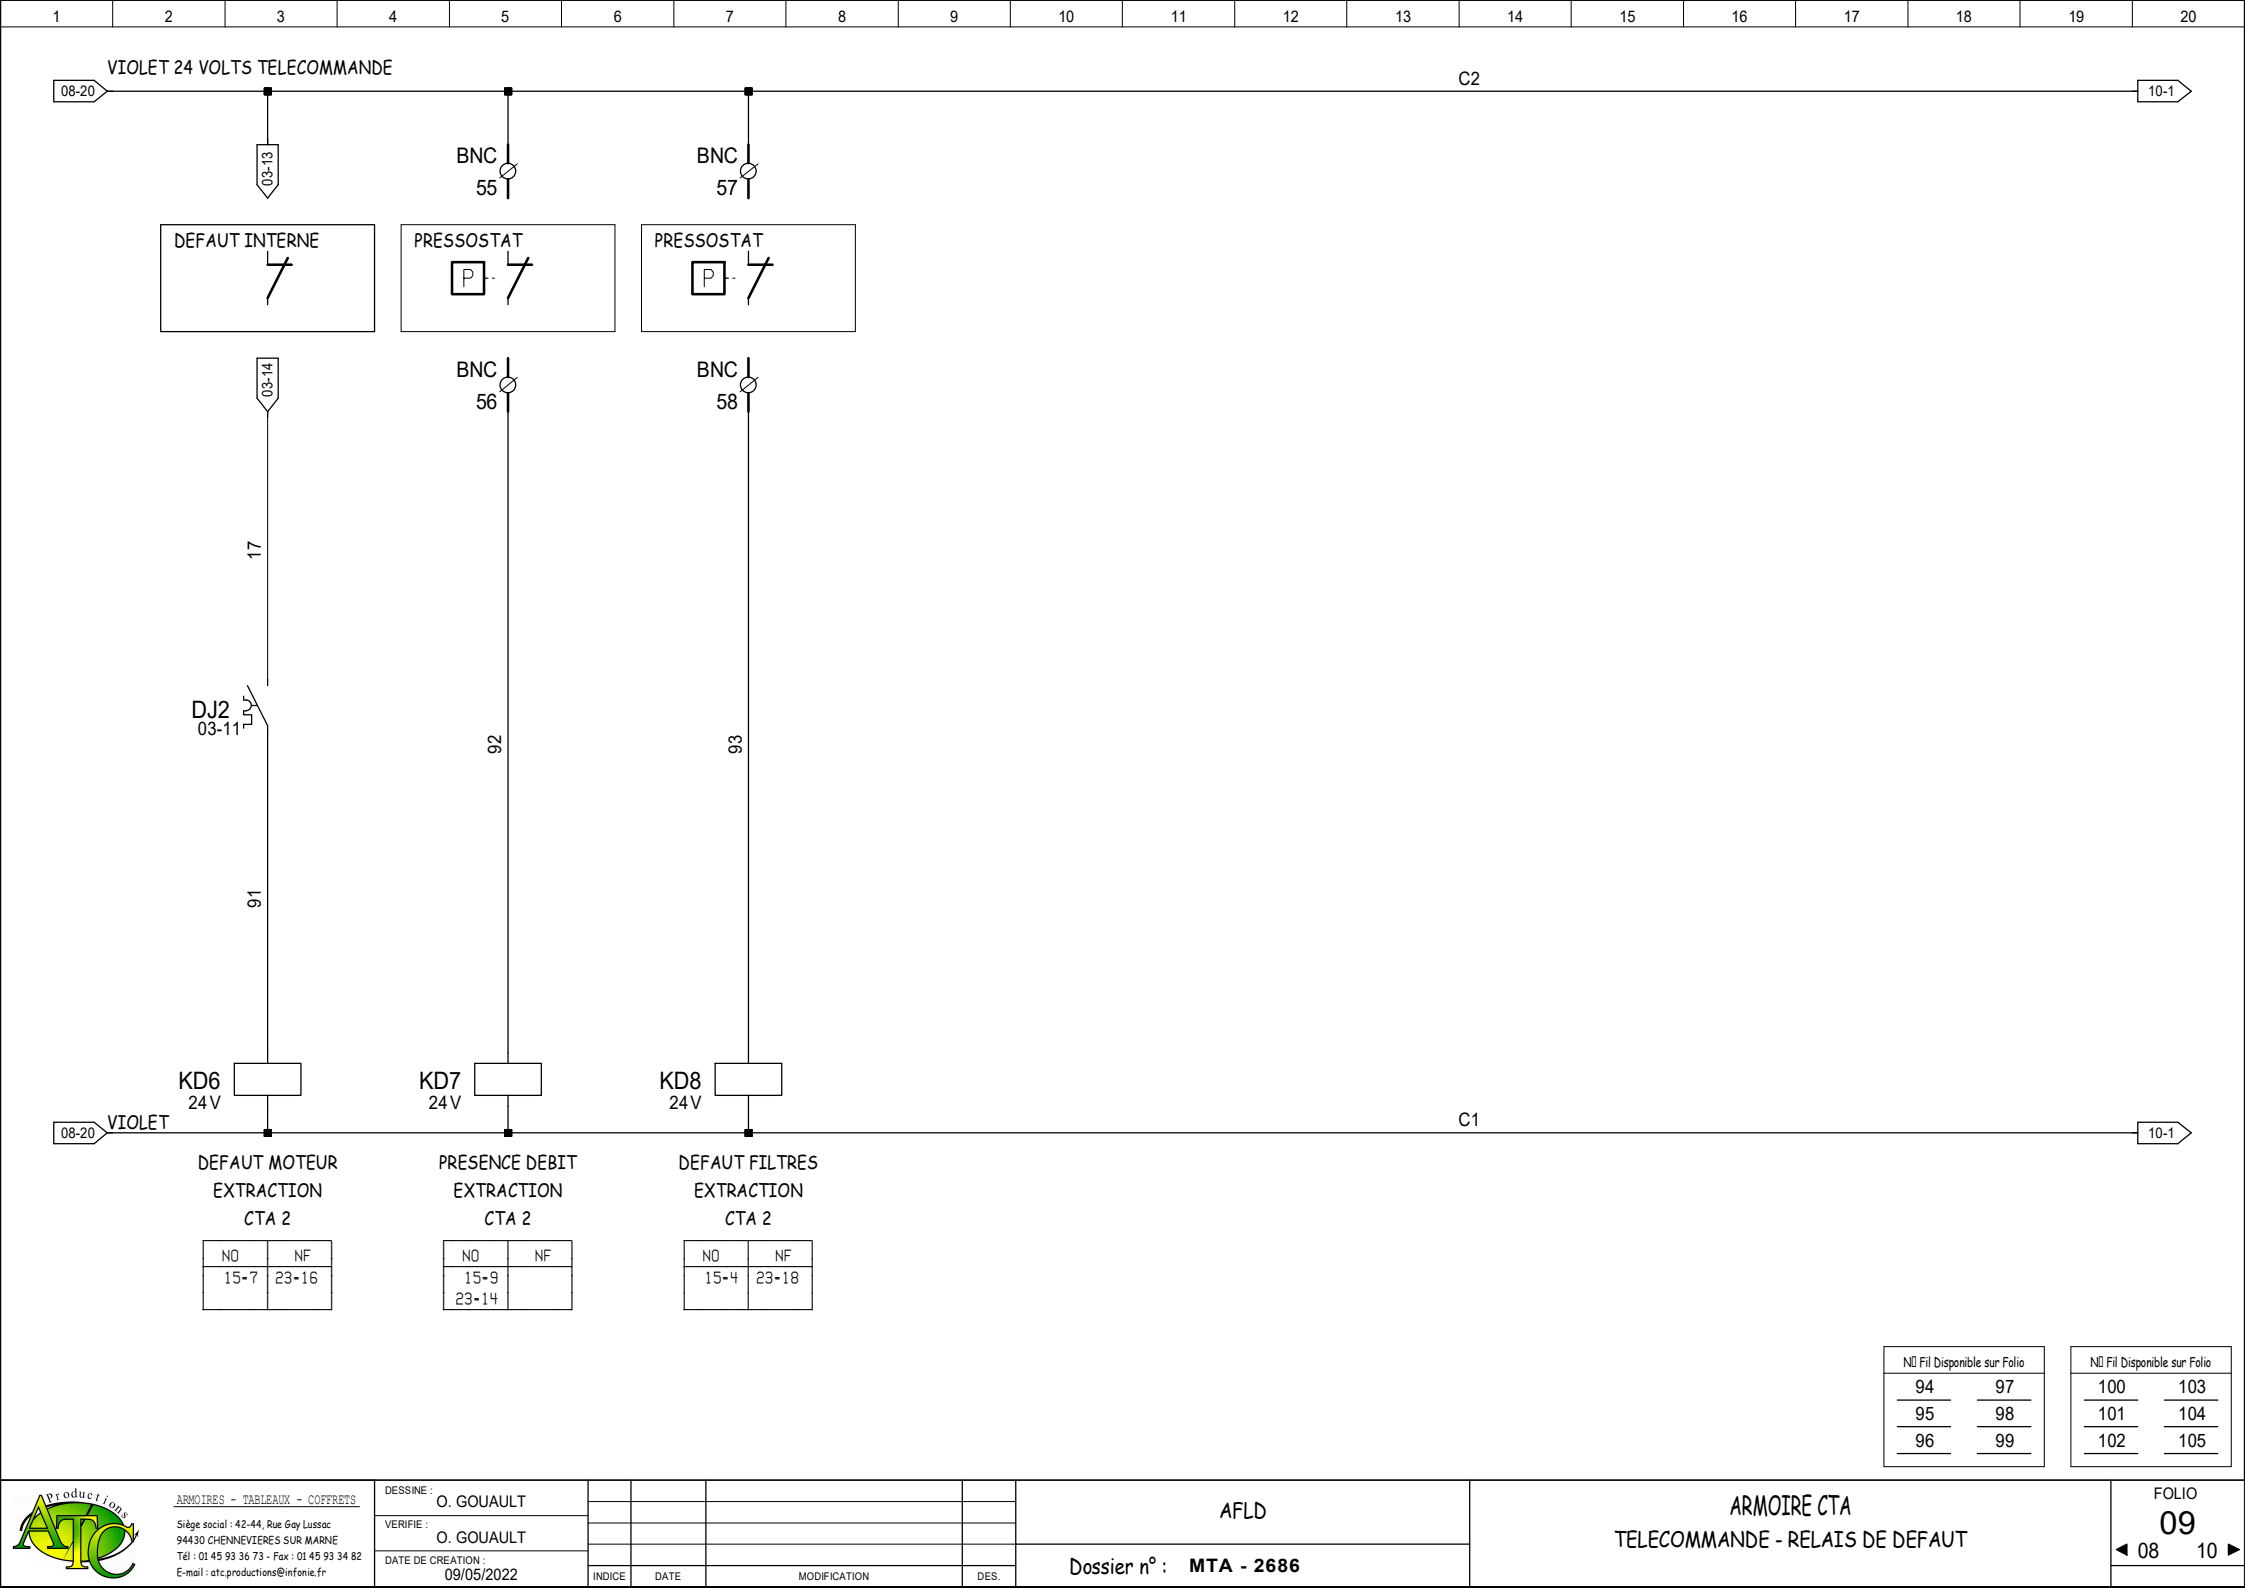 1 2 3 4 5 6 7 8 9 10 11 12 13 14 15 16 17 18 19 20
VIOLET 24 VOLTS TELECOMMANDE
08-20
C2
10-1
03-13
BNC
55
BNC
57
DEFAUT INTERNE
PRESSOSTAT
P
PRESSOSTAT
P
03-14
BNC
56
BNC
58
17
DJ2
03-11
92
93
91
KD6
24V
KD7
24V
KD8
24V
08-20
VIOLET
C1
10-1
DEFAUT MOTEUR
EXTRACTION
CTA 2
PRESENCE DEBIT
EXTRACTION
CTA 2
DEFAUT FILTRES
EXTRACTION
CTA 2
NO NF
15-7 23-16
NO NF
15-9
23-14
NO NF
15-4 23-18
N Fil Disponible sur Folio
94 97
95 98
96 99
N Fil Disponible sur Folio
100 103
101 104
102 105
Productions
ATC
ARMOIRES - TABLEAUX - COFFRETS
Siège social : 42-44, Rue Gay Lussac
94430 CHENNEVIERES SUR MARNE
Tél : 01 45 93 36 73 - Fax : 01 45 93 34 82
E-mail : atc.productions@infonie.fr
DESSINE :
O. GOUAULT
VERIFIE :
O. GOUAULT
DATE DE CREATION :
09/05/2022
INDICE DATE MODIFICATION DES.
AFLD
Dossier n° : MTA - 2686
ARMOIRE CTA
TELECOMMANDE - RELAIS DE DEFAUT
FOLIO
09
◄ 08 10 ►